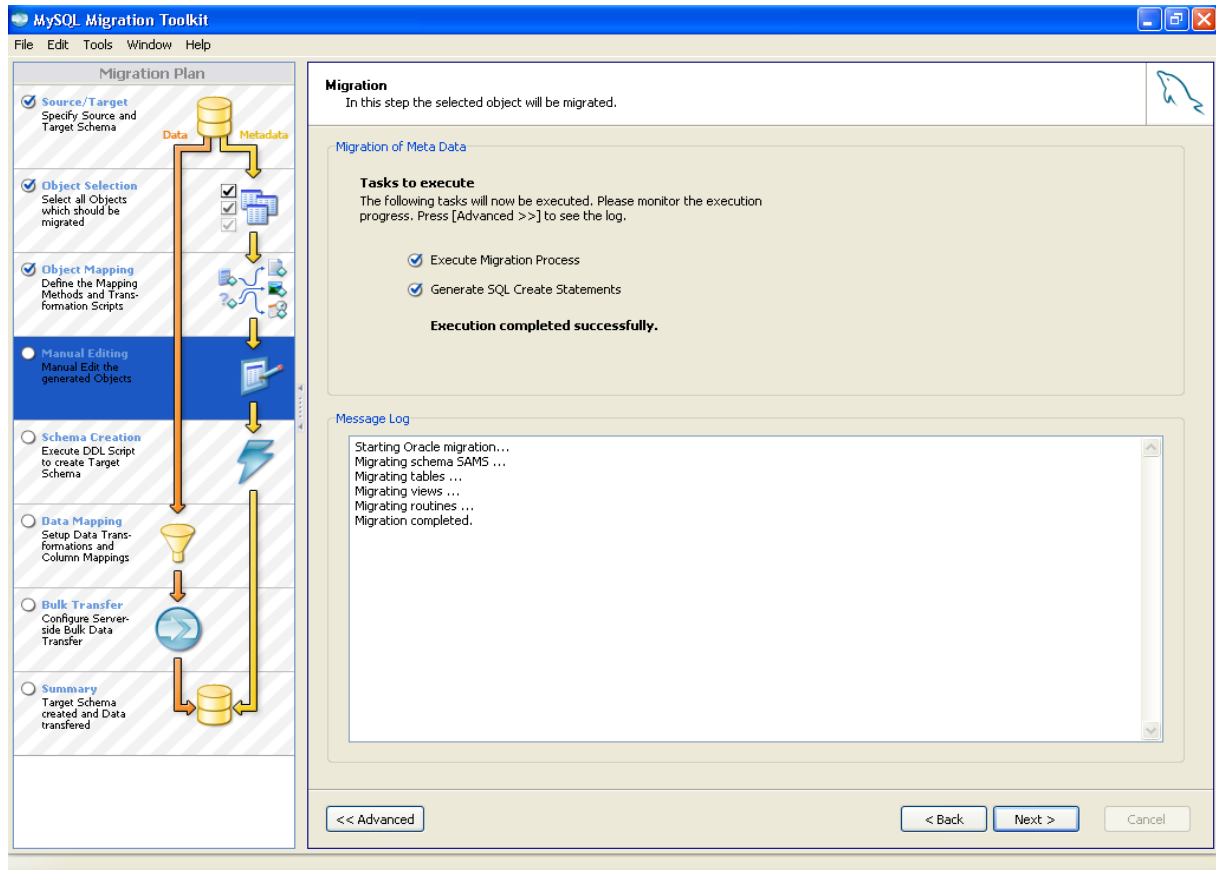 MySQL Migration Toolkit
File Edit Tools Window Help
Migration Plan
Source/Target
Specify Source and
Target Schema
Data
Metadata
Object Selection
Select all Objects
which should be
migrated
Object Mapping
Define the Mapping
Methods and Trans-
formation Scripts
Manual Editing
Manual Edit the
generated Objects
Schema Creation
Execute DDL Script
to create Target
Schema
Data Mapping
Setup Data Trans-
formations and
Column Mappings
Bulk Transfer
Configure Server-
side Bulk Data
Transfer
Summary
Target Schema
created and Data
transfered
Migration
In this step the selected object will be migrated.
Migration of Meta Data
Tasks to execute
The following tasks will now be executed. Please monitor the execution
progress. Press [Advanced >>] to see the log.
Execute Migration Process
Generate SQL Create Statements
Execution completed successfully.
Message Log
Starting Oracle migration...
Migrating schema SAMS ...
Migrating tables ...
Migrating views ...
Migrating routines ...
Migration completed.
<< Advanced
< Back
Next >
Cancel